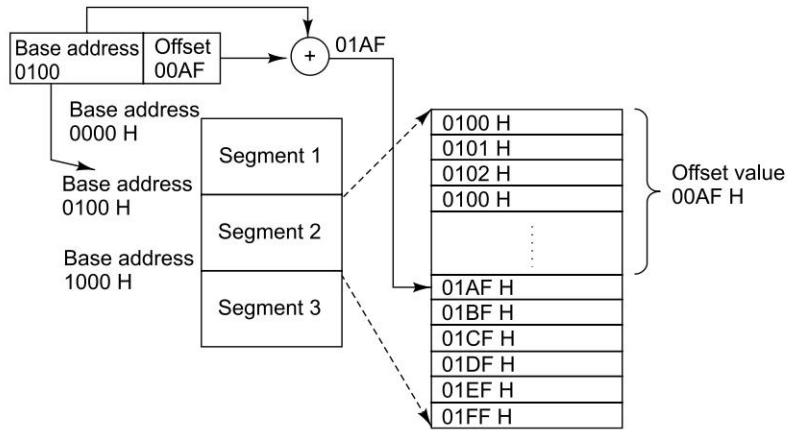 Base address
0100
Offset
00AF
+
01AF
Base address
0000 H
Base address
0100 H
Base address
1000 H
Segment 1
Segment 2
Segment 3
0100 H
0101 H
0102 H
0100 H
01AF H
01BF H
01CF H
01DF H
01EF H
01FF H
Offset value
00AF H